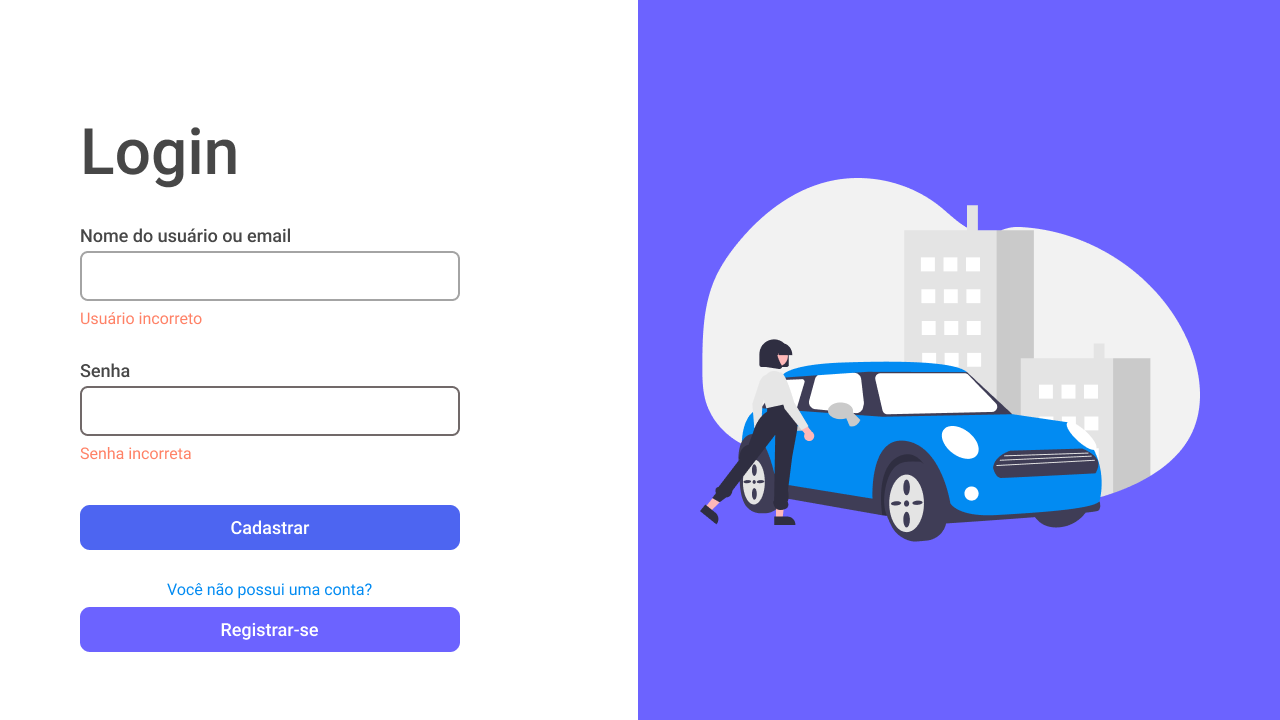 Login
Nome do usuário ou email
Usuário incorreto
Senha
Senha incorreta
Cadastrar
Você não possui uma conta?
Registrar-se